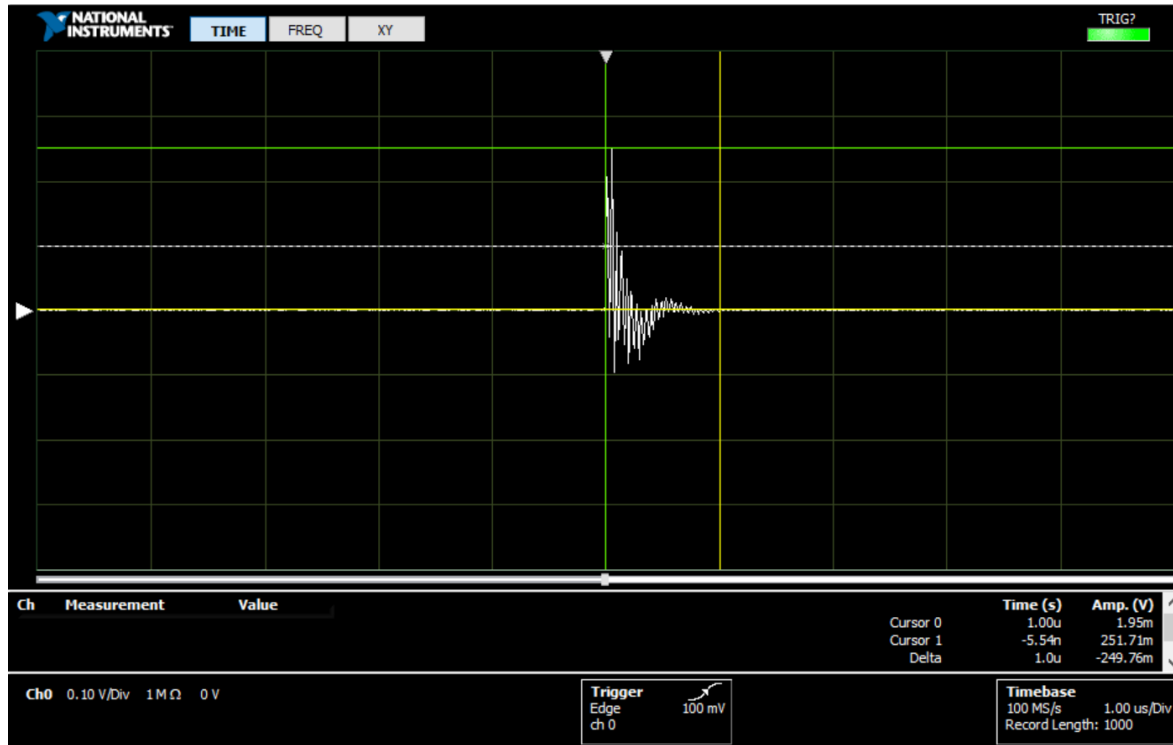 NATIONAL
INSTRUMENTS™
TIME FREQ XY
TRIG?
Ch Measurement Value
Time (s) Amp. (V)
Cursor 0 1.00u 1.95m
Cursor 1 -5.54n 251.71m
Delta 1.0u -249.76m
Ch0 0.10 V/Div 1 M Ω 0 V
Trigger
Edge 100 mV
ch 0
Timebase
100 MS/s 1.00 us/Div
Record Length: 1000